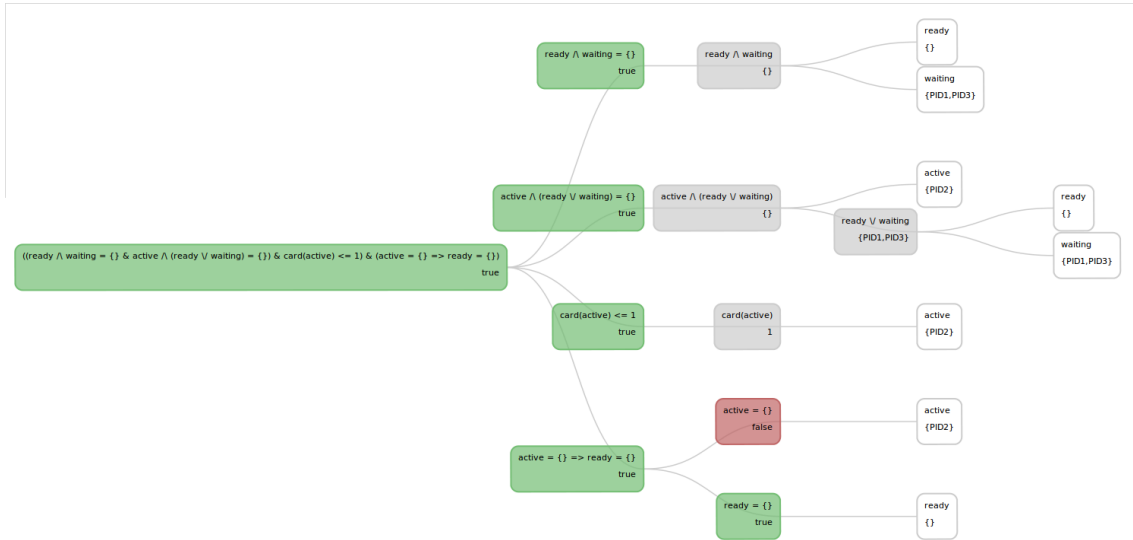 ready /\ waiting = {}
true
ready /\ waiting
{}
ready
{}
waiting
{PID1,PID3}
active /\ (ready \/ waiting) = {}
true
active /\ (ready \/ waiting)
{}
active
{PID2}
ready \/ waiting
{PID1,PID3}
ready
{}
waiting
{PID1,PID3}
((ready /\ waiting = {} & active /\ (ready \/ waiting) = {}) & card(active) <= 1) & (active = {} => ready = {})
true
card(active) <= 1
true
card(active)
1
active
{PID2}
active = {} => ready = {}
true
active = {}
false
active
{PID2}
ready = {}
true
ready
{}